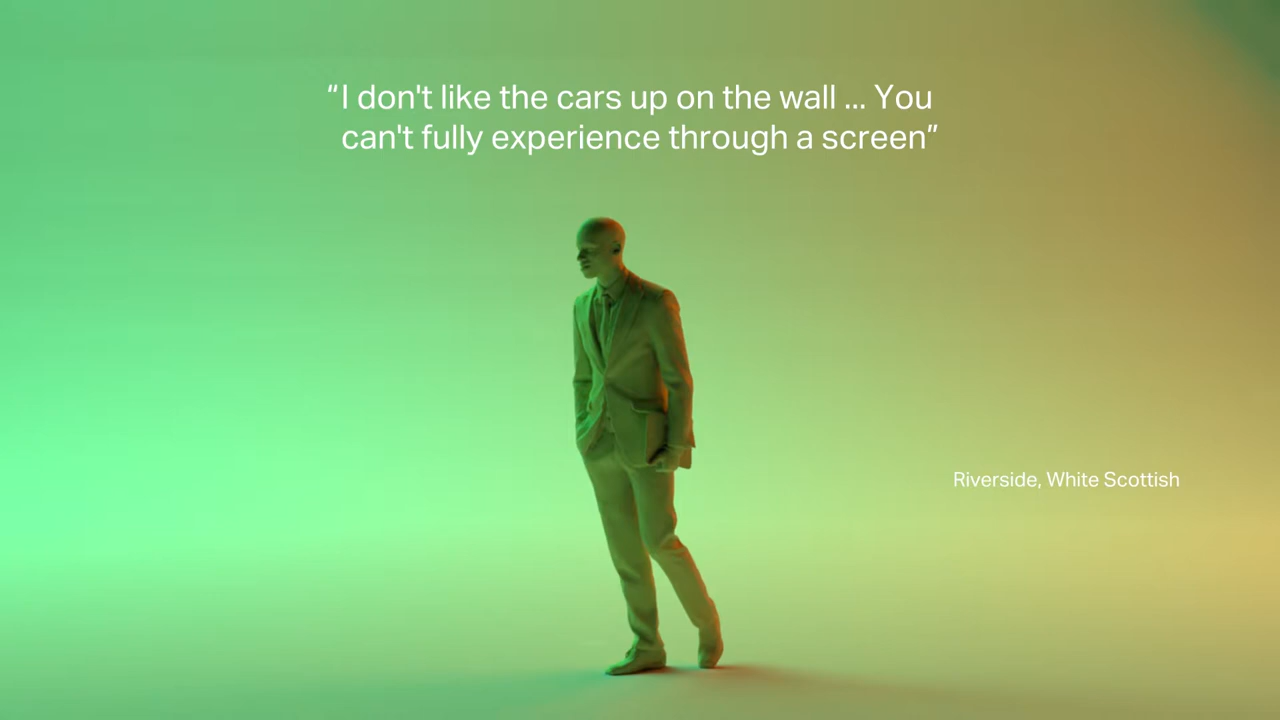 “I don't like the cars up on the wall ... You
can't fully experience through a screen”
Riverside, White Scottish